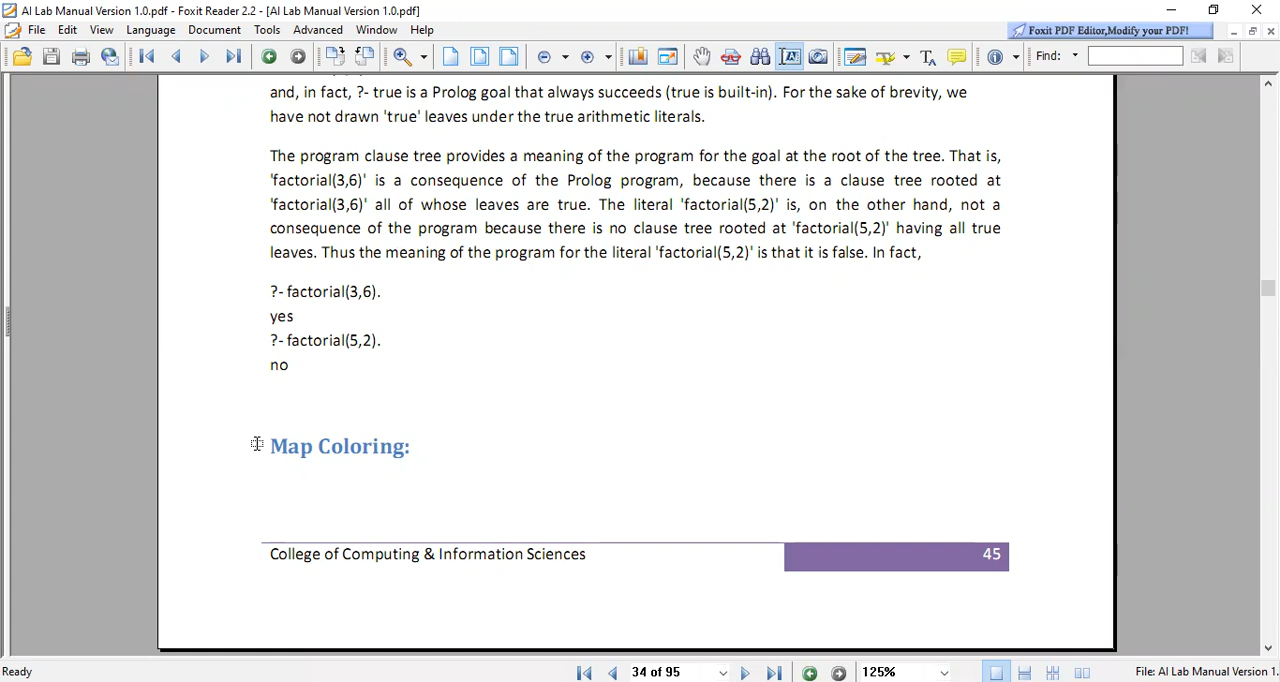 AI Lab Manual Version 1.0.pdf - Foxit Reader 2.2 - [AI Lab Manual Version 1.0.pdf]
File Edit View Language Document Tools Advanced Window Help
Foxit PDF Editor,Modify your PDF!
Find:
and, in fact, ?- true is a Prolog goal that always succeeds (true is built-in). For the sake of brevity, we
have not drawn 'true' leaves under the true arithmetic literals.
The program clause tree provides a meaning of the program for the goal at the root of the tree. That is,
'factorial(3,6)' is a consequence of the Prolog program, because there is a clause tree rooted at
'factorial(3,6)' all of whose leaves are true. The literal 'factorial(5,2)' is, on the other hand, not a
consequence of the program because there is no clause tree rooted at 'factorial(5,2)' having all true
leaves. Thus the meaning of the program for the literal 'factorial(5,2)' is that it is false. In fact,
?- factorial(3,6).
yes
?- factorial(5,2).
no
Map Coloring:
College of Computing & Information Sciences 45
Ready 34 of 95 125% File: AI Lab Manual Version 1.